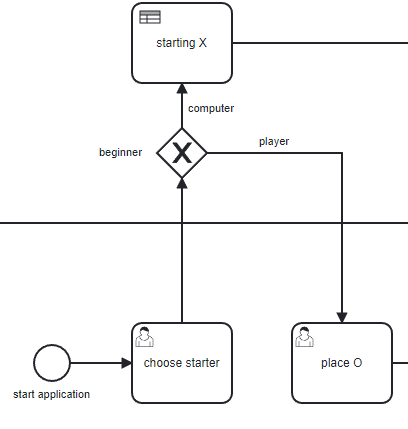 starting X
computer
beginner
player
choose starter
place O
start application